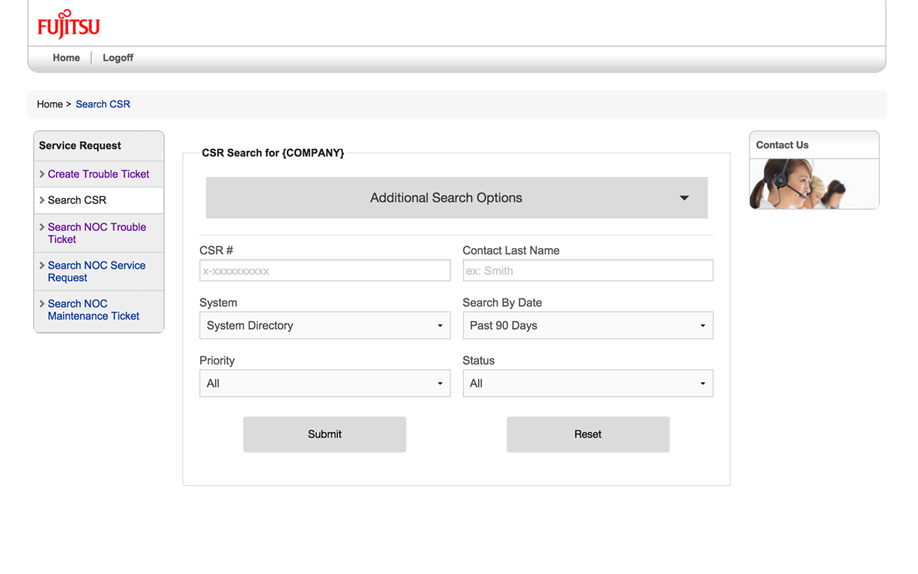 FUJITSU
Home
Logoff
Home > Search CSR
Service Request
Create Trouble Ticket
Search CSR
Search NOC Trouble
Ticket
Search NOC Service
Request
Search NOC
Maintenance Ticket
CSR Search for {COMPANY}
Additional Search Options
CSR #
x-xxxxxxxxxx
Contact Last Name
ex: Smith
System
System Directory
Search By Date
Past 90 Days
Priority
All
Status
All
Submit
Reset
Contact Us